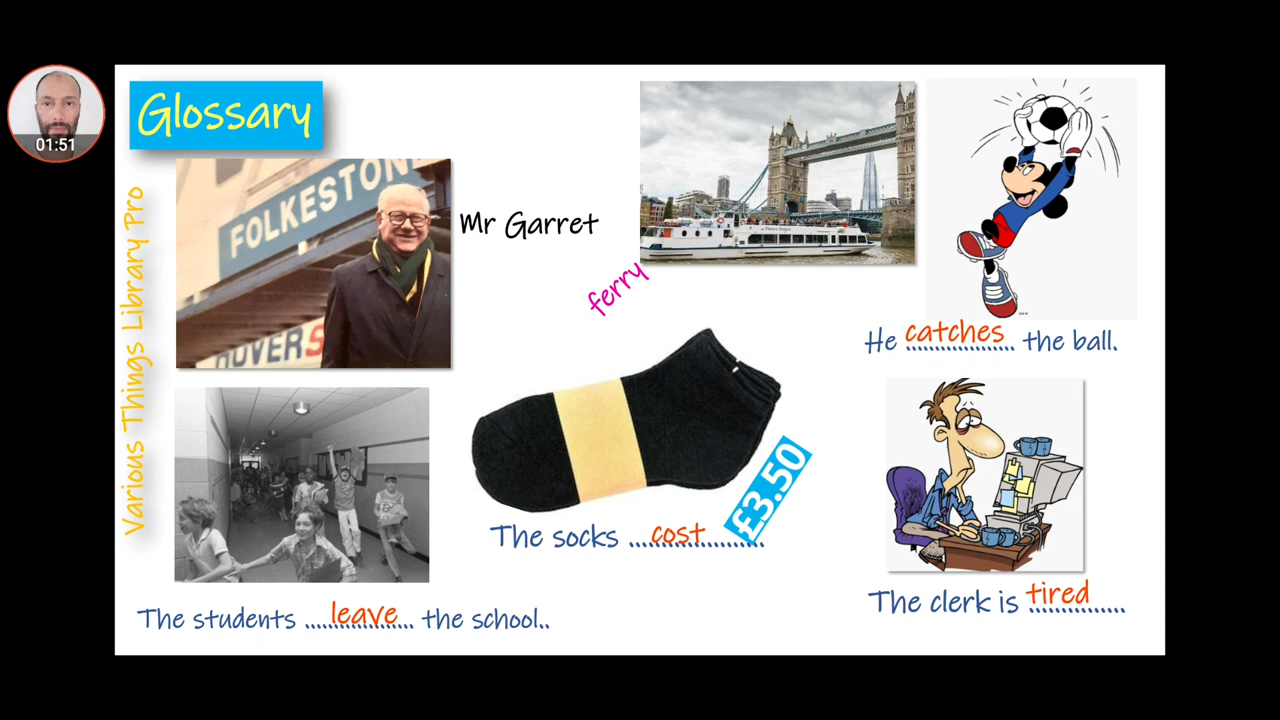 01:51
Glossary
Various Things Library Pro
FOLKESTON
HOVERS
Mr Garret
ferry
He ...catches... the ball.
The socks ...cost... £3.50
The clerk is ...tired...
The students ...leave... the school..